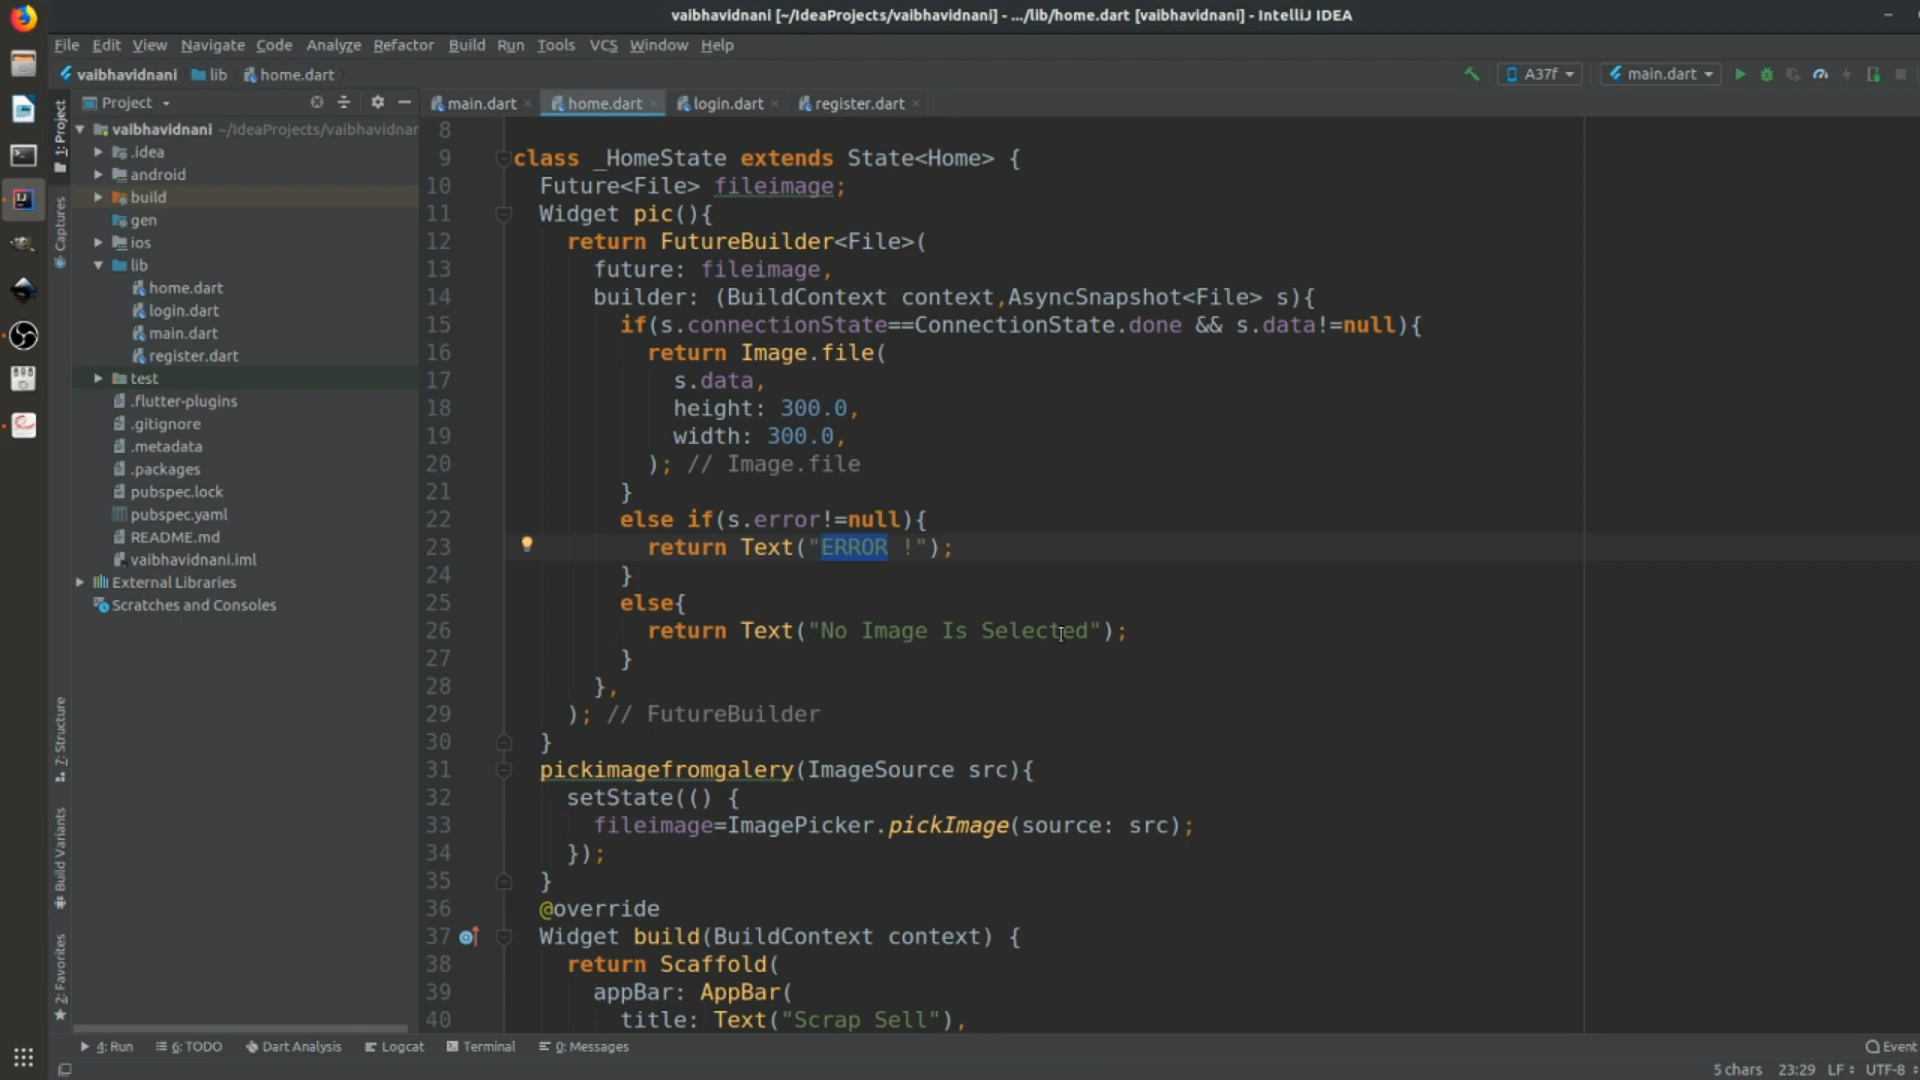 vaibhavidnani [~/IdeaProjects/vaibhavidnani] - .../lib/home.dart [vaibhavidnani] - IntelliJ IDEA
File Edit View Navigate Code Analyze Refactor Build Run Tools VCS Window Help
vaibhavidnani lib home.dart
A37f main.dart
Project
main.dart home.dart login.dart register.dart
1: Project
Captures
7: Structure
Build Variants
2: Favorites
vaibhavidnani ~/IdeaProjects/vaibhavidnar
.idea
android
build
gen
ios
lib
home.dart
login.dart
main.dart
register.dart
test
.flutter-plugins
.gitignore
.metadata
.packages
pubspec.lock
pubspec.yaml
README.md
vaibhavidnani.iml
External Libraries
Scratches and Consoles
8
9 class _HomeState extends State<Home> {
10 Future<File> fileimage;
11 Widget pic(){
12 return FutureBuilder<File>(
13 future: fileimage,
14 builder: (BuildContext context,AsyncSnapshot<File> s){
15 if(s.connectionState==ConnectionState.done && s.data!=null){
16 return Image.file(
17 s.data,
18 height: 300.0,
19 width: 300.0,
20 ); // Image.file
21 }
22 else if(s.error!=null){
23 return Text("ERROR !");
24 }
25 else{
26 return Text("No Image Is Selected");
27 }
28 },
29 ); // FutureBuilder
30 }
31 pickimagefromgalery(ImageSource src){
32 setState(() {
33 fileimage=ImagePicker.pickImage(source: src);
34 });
35 }
36 @override
37 Widget build(BuildContext context) {
38 return Scaffold(
39 appBar: AppBar(
40 title: Text("Scrap Sell"),
4: Run 6: TODO Dart Analysis Logcat Terminal 0: Messages Event
5 chars 23:29 LF UTF-8